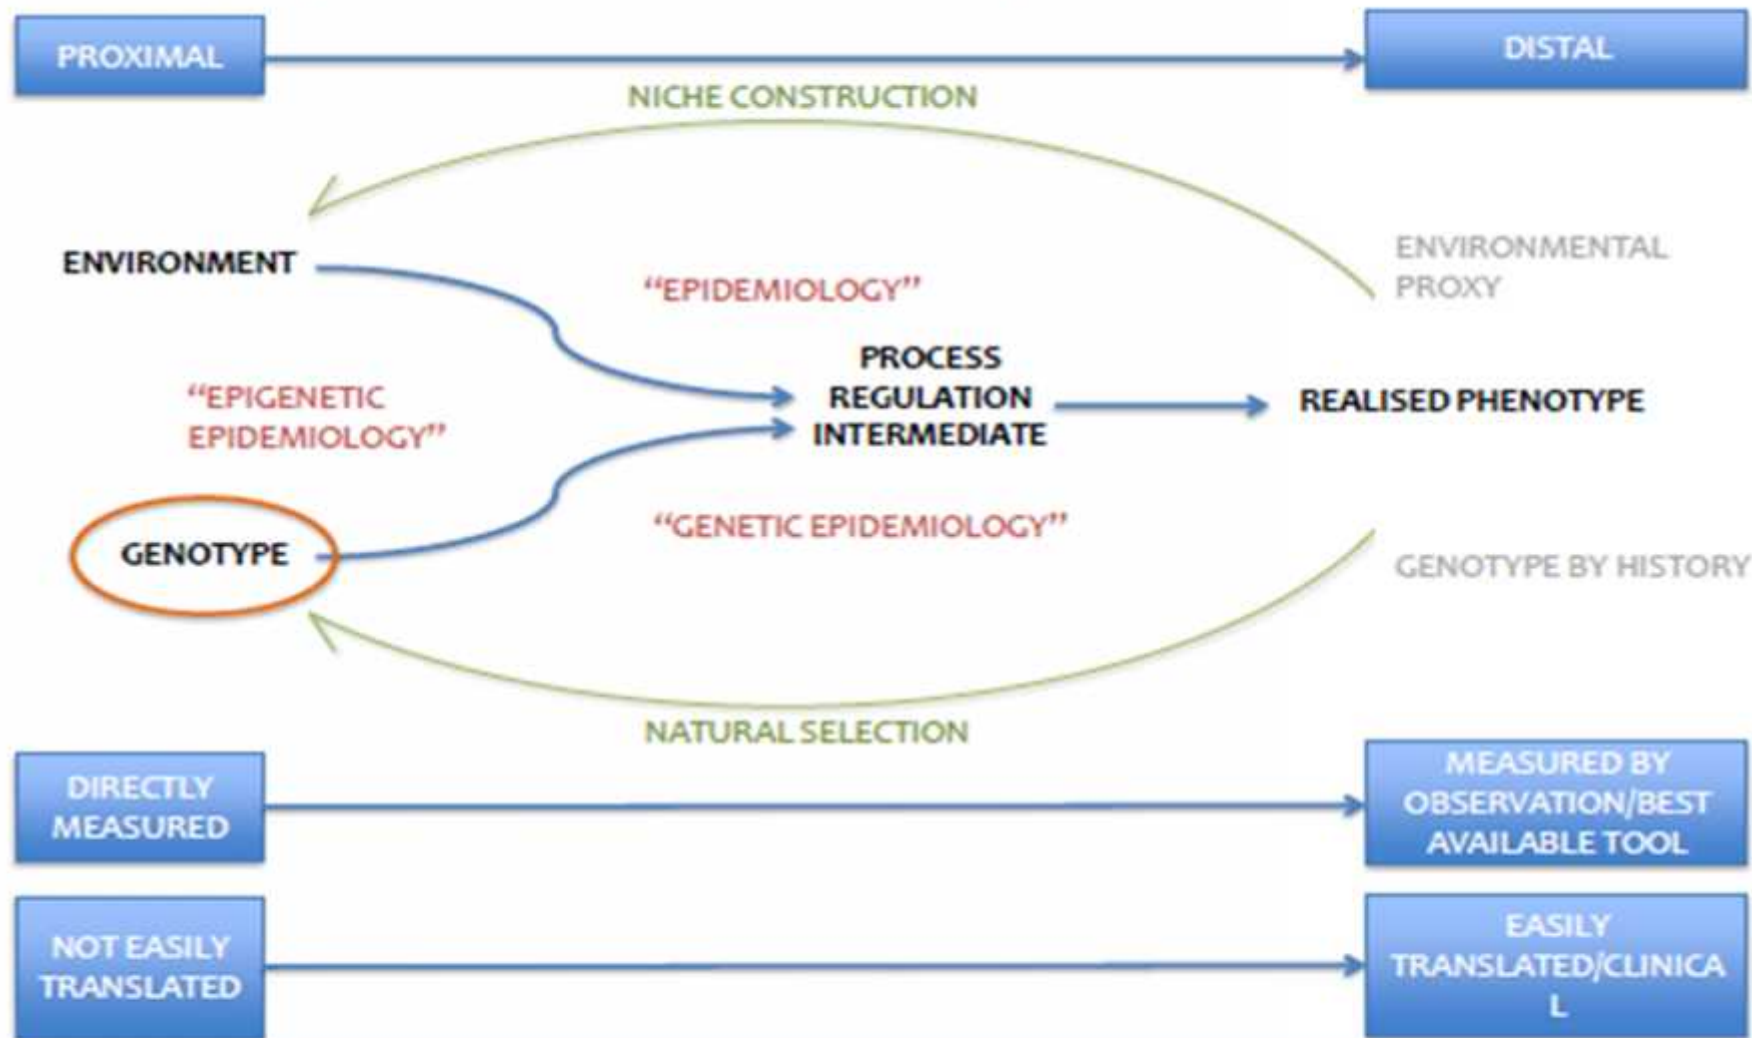 PROXIMAL
DISTAL
NICHE CONSTRUCTION
ENVIRONMENT
ENVIRONMENTAL
PROXY
“EPIDEMIOLOGY”
PROCESS
REGULATION
INTERMEDIATE
“EPIGENETIC
EPIDEMIOLOGY”
REALISED PHENOTYPE
GENOTYPE
“GENETIC EPIDEMIOLOGY”
GENOTYPE BY HISTORY
NATURAL SELECTION
DIRECTLY
MEASURED
MEASURED BY
OBSERVATION/BEST
AVAILABLE TOOL
NOT EASILY
TRANSLATED
EASILY
TRANSLATED/CLINICA
L